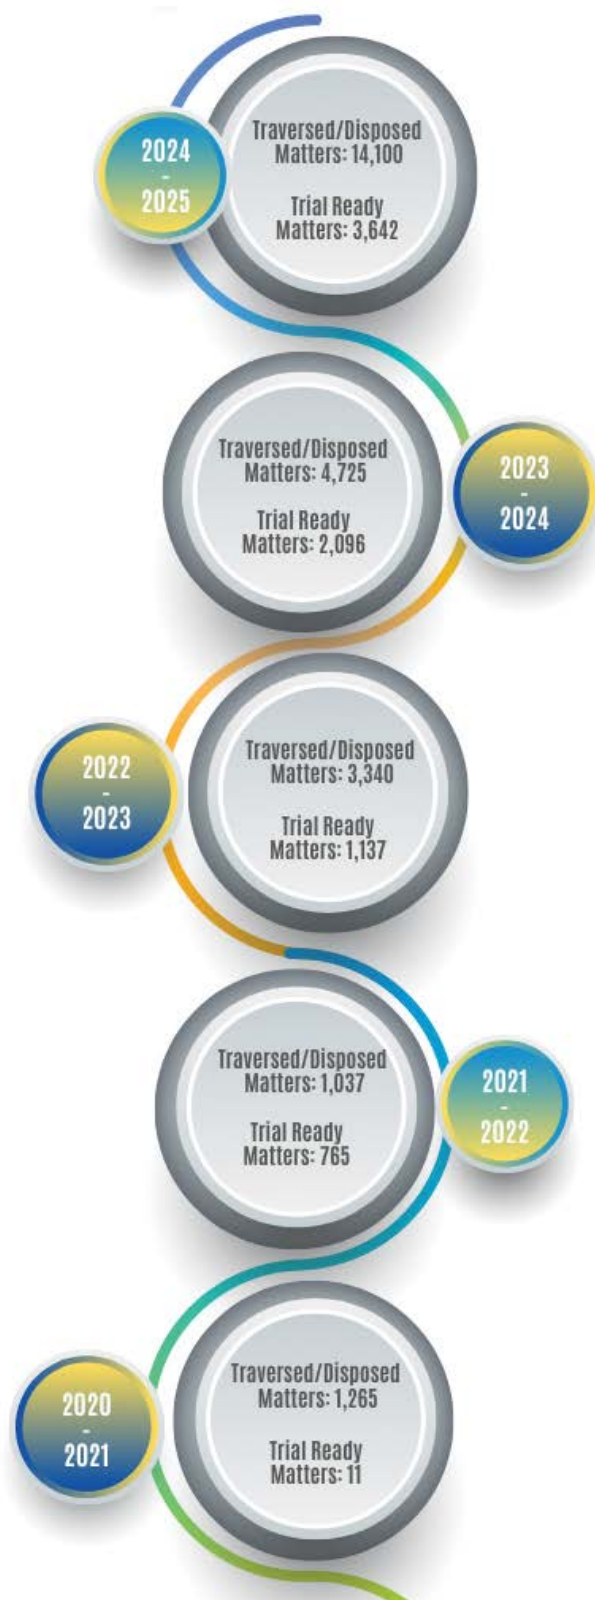 2024
-
2025
Traversed/Disposed
Matters: 14,100
Trial Ready
Matters: 3,642
Traversed/Disposed
Matters: 4,725
Trial Ready
Matters: 2,096
2023
-
2024
2022
-
2023
Traversed/Disposed
Matters: 3,340
Trial Ready
Matters: 1,137
Traversed/Disposed
Matters: 1,037
Trial Ready
Matters: 765
2021
-
2022
2020
-
2021
Traversed/Disposed
Matters: 1,265
Trial Ready
Matters: 11